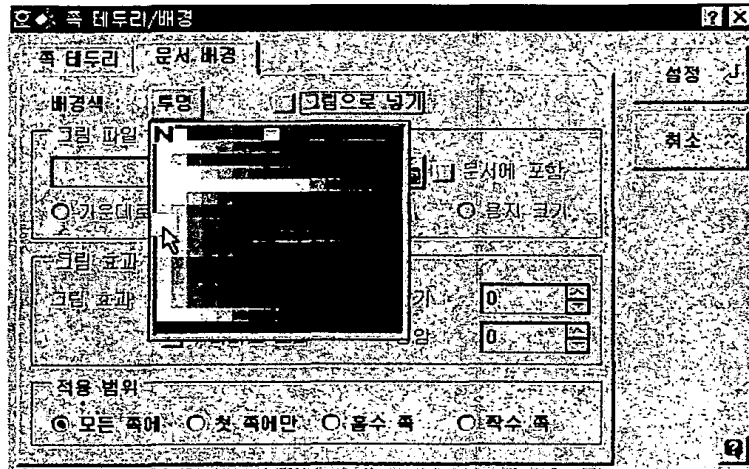 쪽 테두리/배경
쪽 테두리 문서 배경
설정
배경색 투명 그림으로 넣기
취소
그림 파일
문서에 포함
가운데로 용지 크기
그림 효과
그림 효과 기 0
0
적용 범위
모든 쪽에 첫 쪽에만 홀수 쪽 짝수 쪽